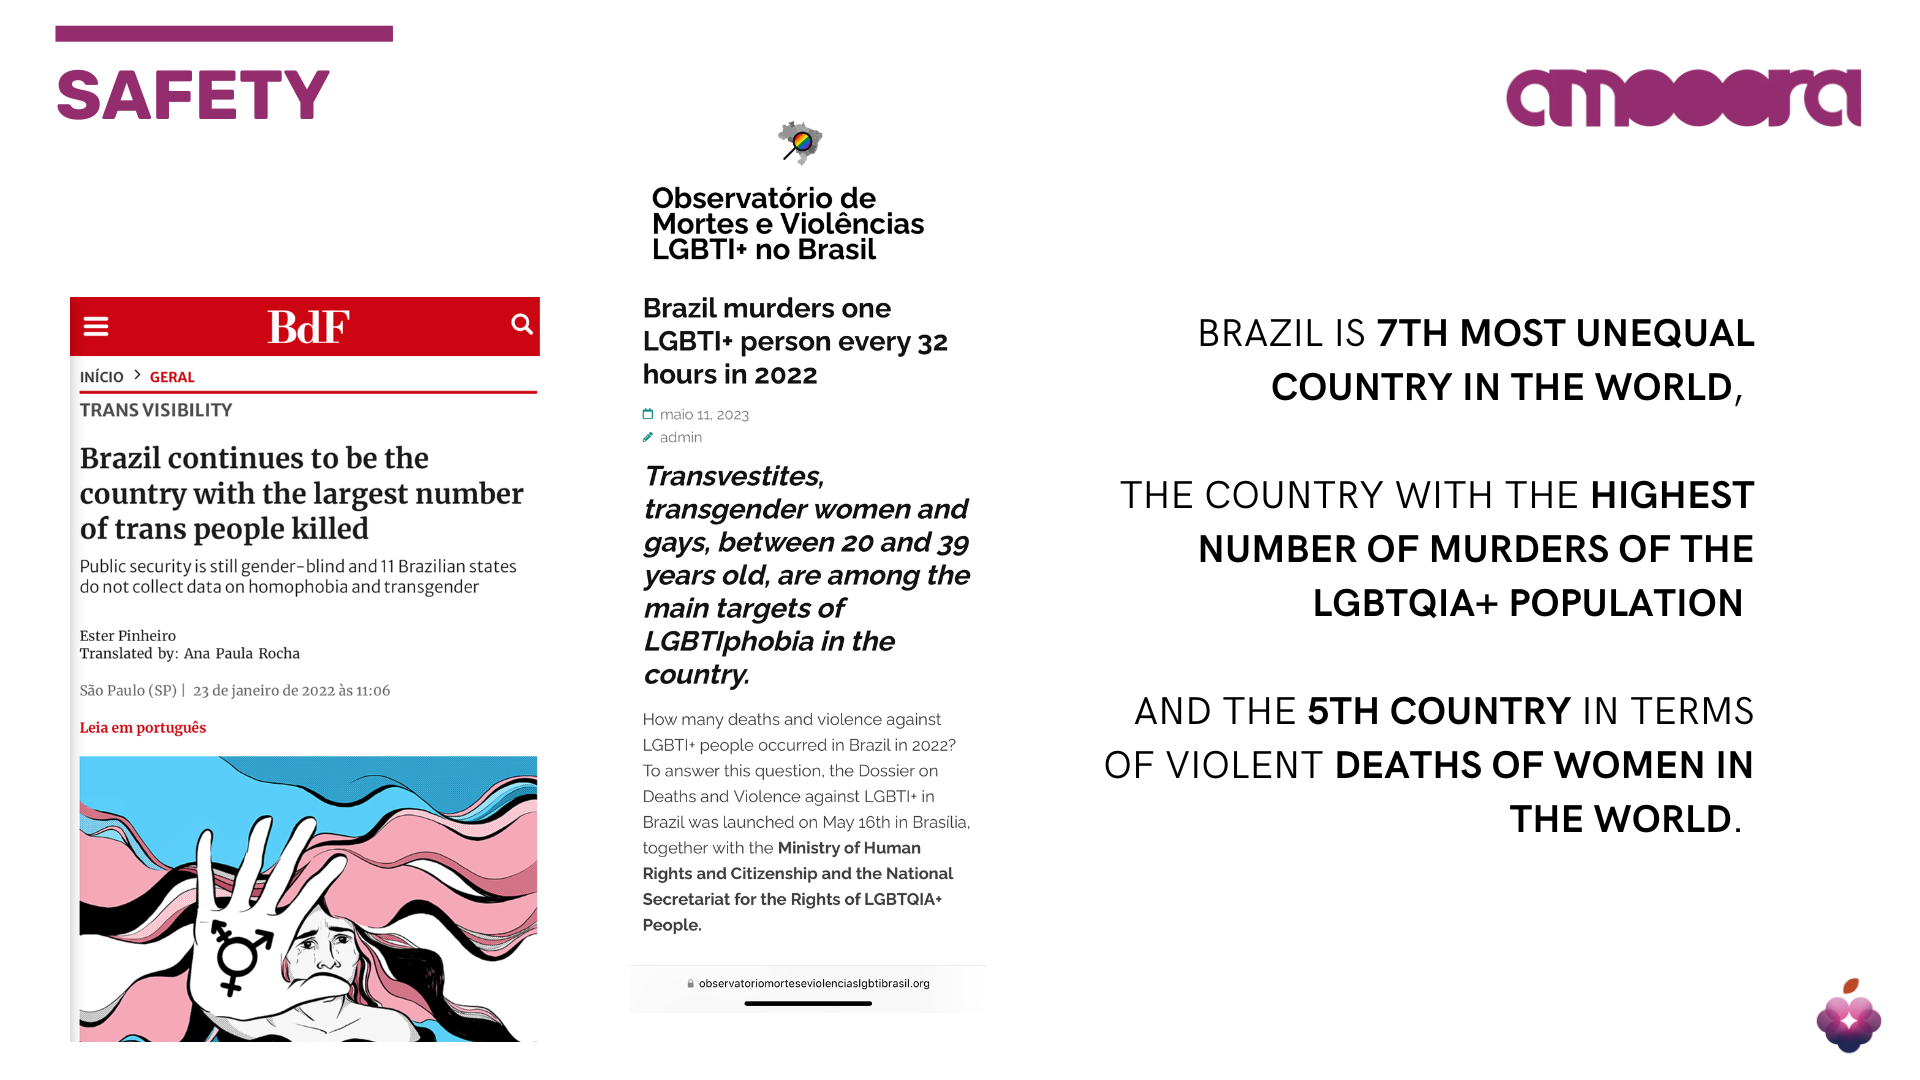 SAFETY
amooora
BdF
INÍCIO > GERAL
TRANS VISIBILITY
Brazil continues to be the
country with the largest number
of trans people killed
Public security is still gender-blind and 11 Brazilian states
do not collect data on homophobia and transgender
Ester Pinheiro
Translated by: Ana Paula Rocha
São Paulo (SP) | 23 de janeiro de 2022 às 11:06
Leia em português
Observatório de
Mortes e Violências
LGBTI+ no Brasil
Brazil murders one
LGBTI+ person every 32
hours in 2022
maio 11, 2023
admin
Transvestites,
transgender women and
gays, between 20 and 39
years old, are among the
main targets of
LGBTIphobia in the
country.
How many deaths and violence against
LGBTI+ people occurred in Brazil in 2022?
To answer this question, the Dossier on
Deaths and Violence against LGBTI+ in
Brazil was launched on May 16th in Brasília,
together with the Ministry of Human
Rights and Citizenship and the National
Secretariat for the Rights of LGBTQIA+
People.
observatoriomorteseviolenciaslgbtibrasil.org
BRAZIL IS 7TH MOST UNEQUAL
COUNTRY IN THE WORLD,
THE COUNTRY WITH THE HIGHEST
NUMBER OF MURDERS OF THE
LGBTQIA+ POPULATION
AND THE 5TH COUNTRY IN TERMS
OF VIOLENT DEATHS OF WOMEN IN
THE WORLD.